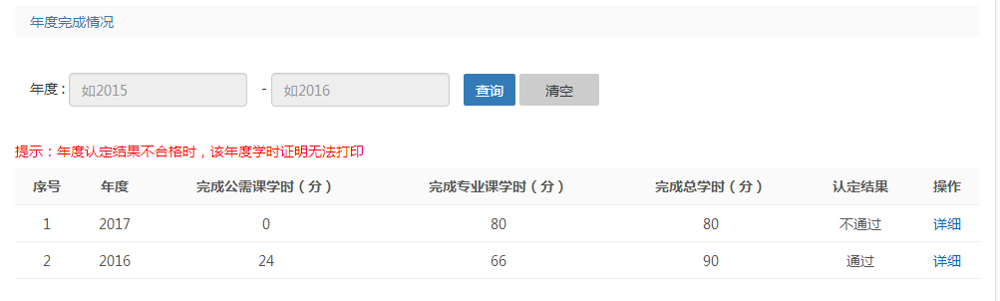 年度完成情况
年度 : 如2015 - 如2016 查询 清空
提示：年度认定结果不合格时，该年度学时证明无法打印
序号 年度 完成公需课学时（分） 完成专业课学时（分） 完成总学时（分） 认定结果 操作
1 2017 0 80 80 不通过 详细
2 2016 24 66 90 通过 详细